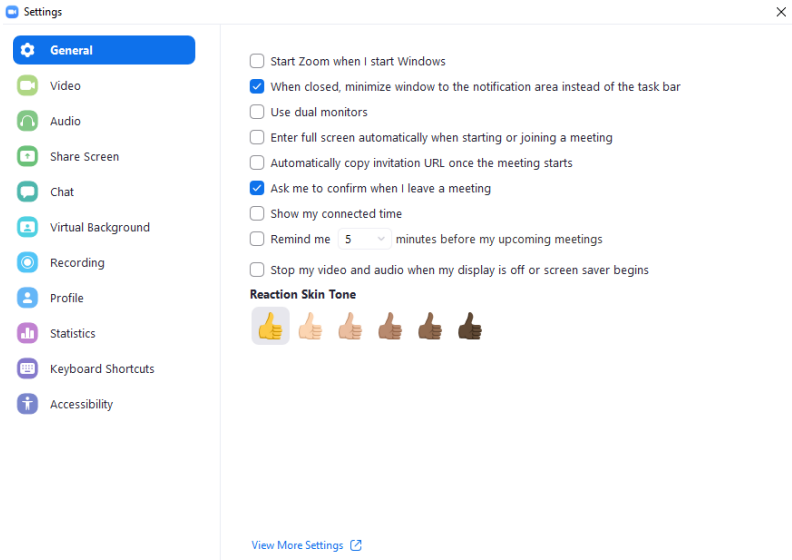 Settings
General
Video
Audio
Share Screen
Chat
Virtual Background
Recording
Profile
Statistics
Keyboard Shortcuts
Accessibility
Start Zoom when I start Windows
When closed, minimize window to the notification area instead of the task bar
Use dual monitors
Enter full screen automatically when starting or joining a meeting
Automatically copy invitation URL once the meeting starts
Ask me to confirm when I leave a meeting
Show my connected time
Remind me 5 minutes before my upcoming meetings
Stop my video and audio when my display is off or screen saver begins
Reaction Skin Tone
View More Settings